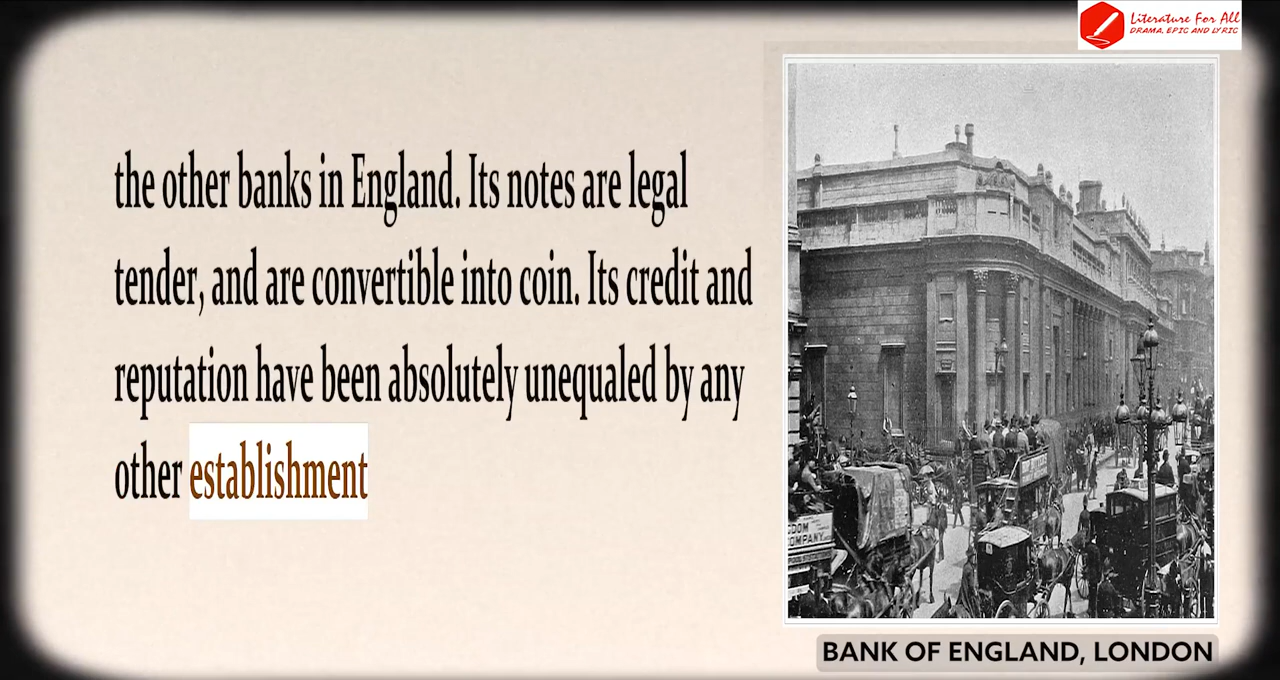 Literature For All
DRAMA, EPIC AND LYRIC
the other banks in England. Its notes are legal
tender, and are convertible into coin. Its credit and
reputation have been absolutely unequaled by any
other establishment
DOM
COMPANY
BANK OF ENGLAND, LONDON